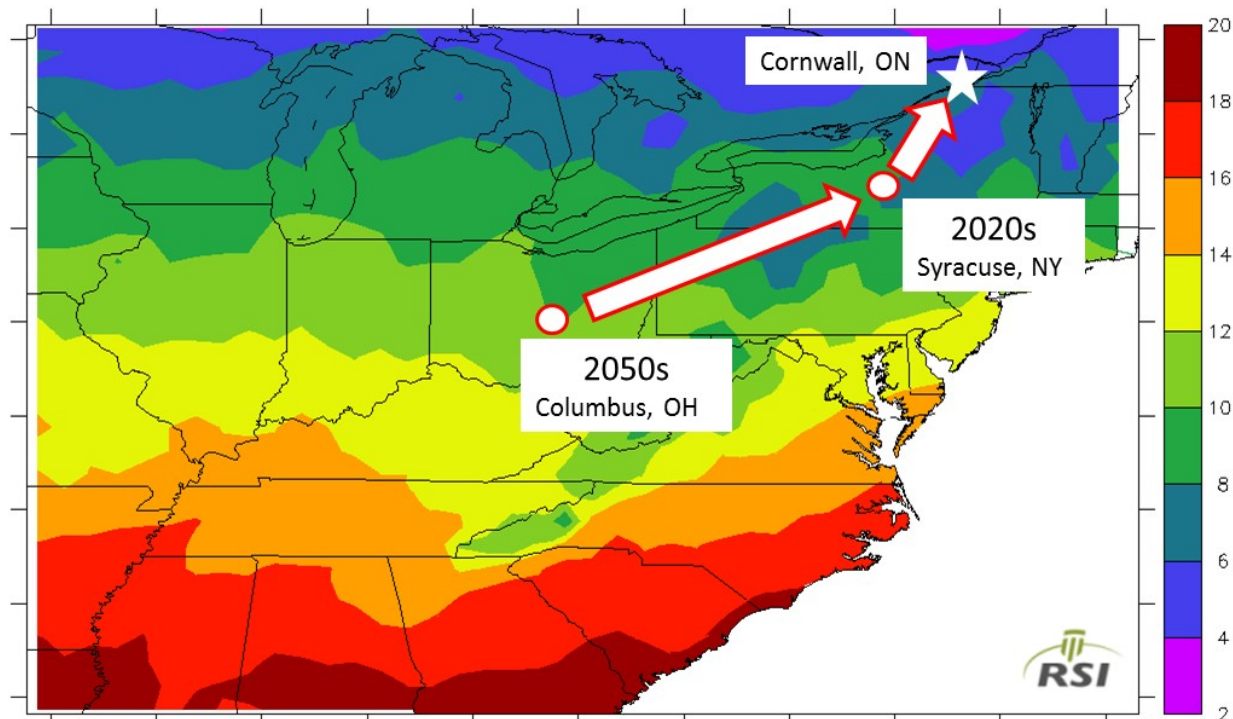 20
Cornwall, ON
18
16
2020s
Syracuse, NY
14
12
2050s
Columbus, OH
10
8
6
4
RSI
2